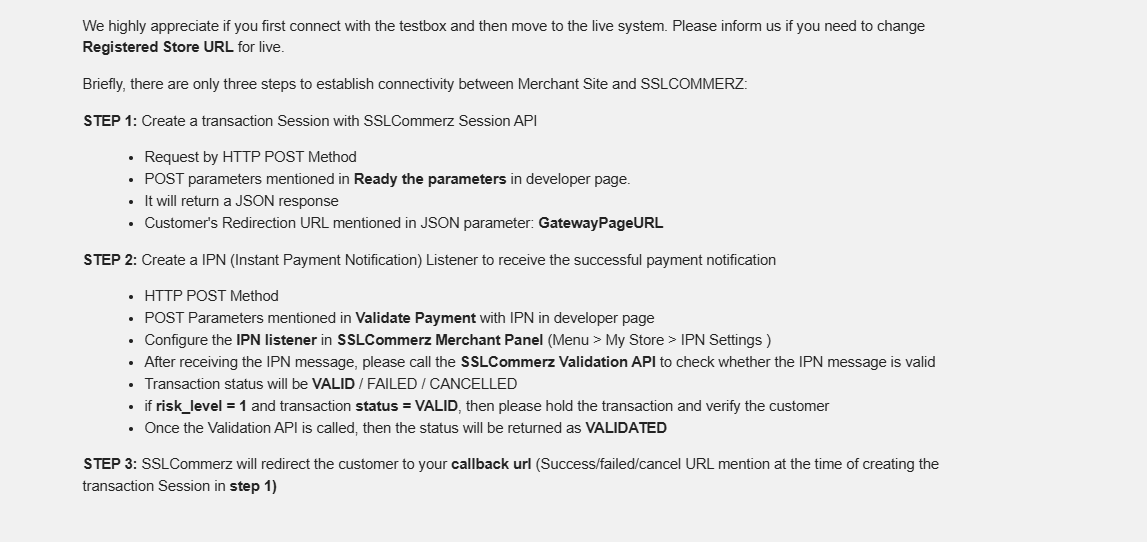 We highly appreciate if you first connect with the testbox and then move to the live system. Please inform us if you need to change
Registered Store URL for live.
Briefly, there are only three steps to establish connectivity between Merchant Site and SSLCOMMERZ:
STEP 1: Create a transaction Session with SSLCommerz Session API
• Request by HTTP POST Method
• POST parameters mentioned in Ready the parameters in developer page.
• It will return a JSON response
• Customer's Redirection URL mentioned in JSON parameter: GatewayPageURL
STEP 2: Create a IPN (Instant Payment Notification) Listener to receive the successful payment notification
• HTTP POST Method
• POST Parameters mentioned in Validate Payment with IPN in developer page
• Configure the IPN listener in SSLCommerz Merchant Panel (Menu > My Store > IPN Settings )
• After receiving the IPN message, please call the SSLCommerz Validation API to check whether the IPN message is valid
• Transaction status will be VALID / FAILED / CANCELLED
• if risk_level = 1 and transaction status = VALID, then please hold the transaction and verify the customer
• Once the Validation API is called, then the status will be returned as VALIDATED
STEP 3: SSLCommerz will redirect the customer to your callback url (Success/failed/cancel URL mention at the time of creating the
transaction Session in step 1)